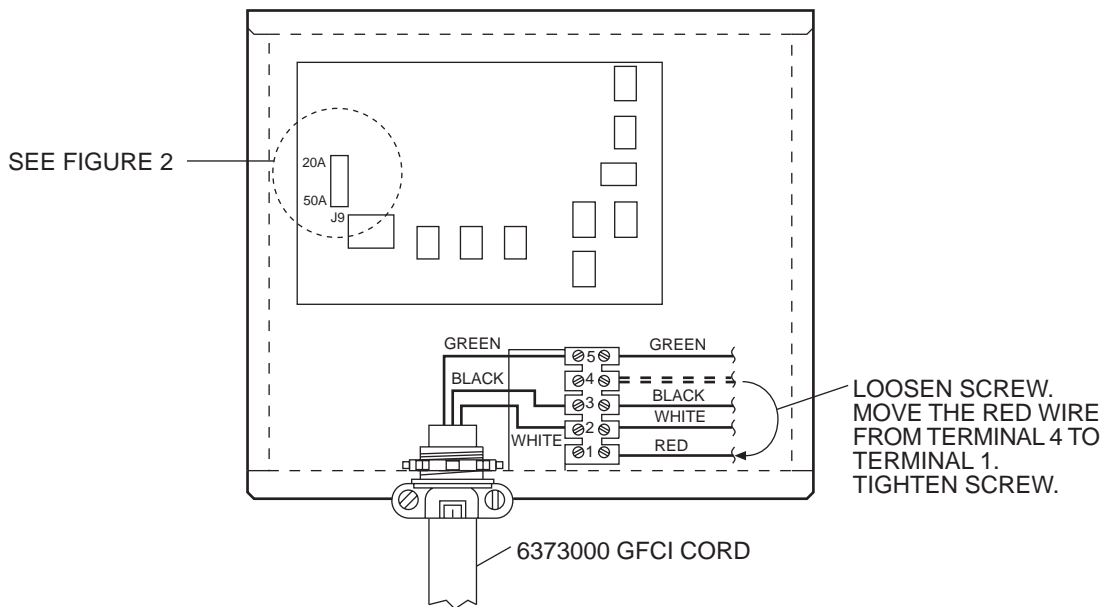 SEE FIGURE 2
20A
50A
J9
GREEN
5
GREEN
BLACK
4
3
BLACK
WHITE
2
WHITE
1
RED
LOOSEN SCREW.
MOVE THE RED WIRE
FROM TERMINAL 4 TO
TERMINAL 1.
TIGHTEN SCREW.
6373000 GFCI CORD